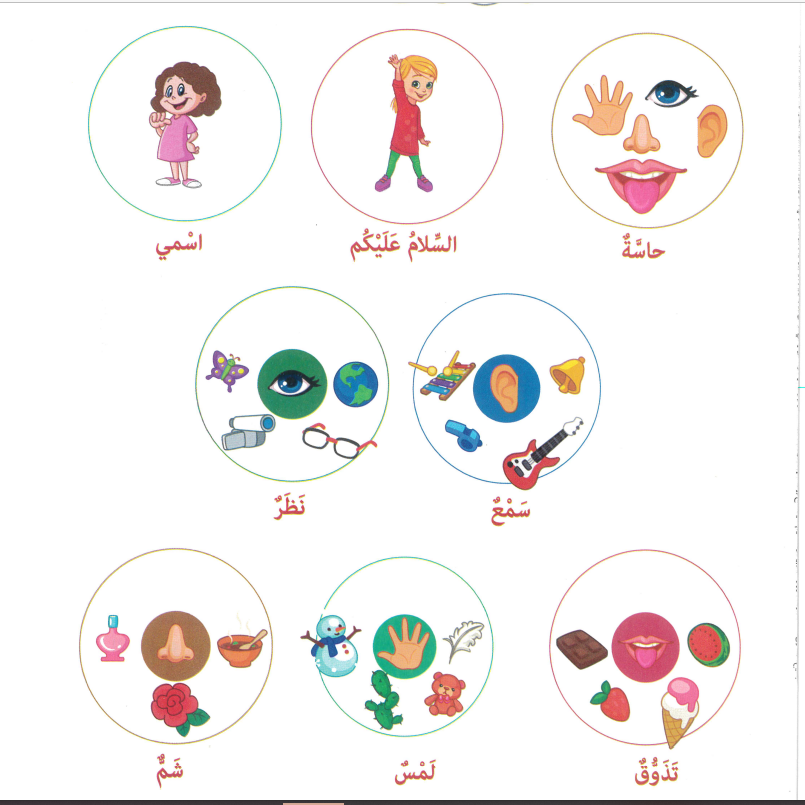 حاسَّةٌ
السَّلامُ عَلَيْكُم
اسْمي
سَمْعٌ
نَظَرٌ
تَذَوُّقٌ
لَمْسٌ
شَمٌّ